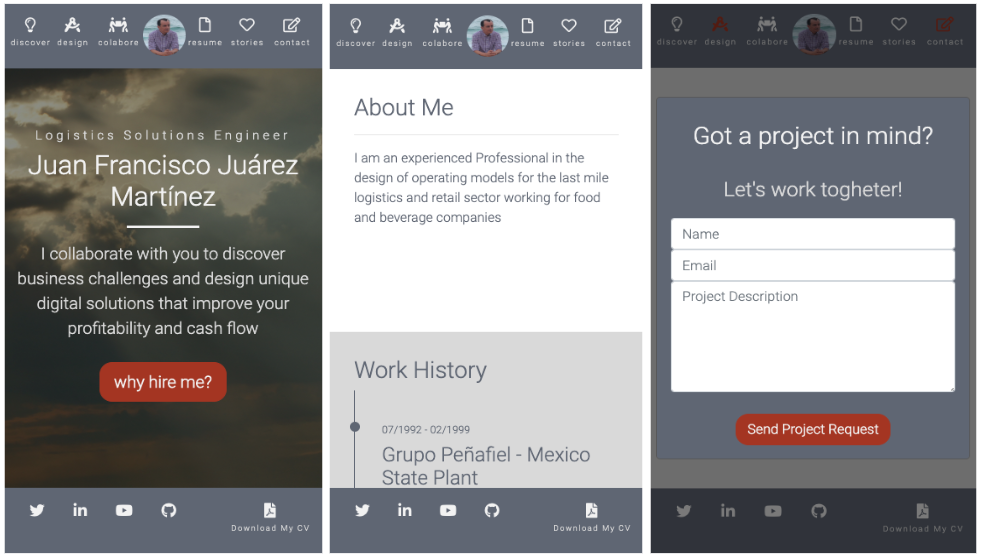 discover design colabore resume stories contact
Logistics Solutions Engineer
Juan Francisco Juárez
Martínez
I collaborate with you to discover
business challenges and design unique
digital solutions that improve your
profitability and cash flow
why hire me?
Download My CV
discover design colabore resume stories contact
About Me
I am an experienced Professional in the
design of operating models for the last mile
logistics and retail sector working for food
and beverage companies
Work History
07/1992 - 02/1999
Grupo Peñafiel - Mexico
State Plant
Download My CV
discover design colabore resume stories contact
Got a project in mind?
Let's work togheter!
Name
Email
Project Description
Send Project Request
Download My CV